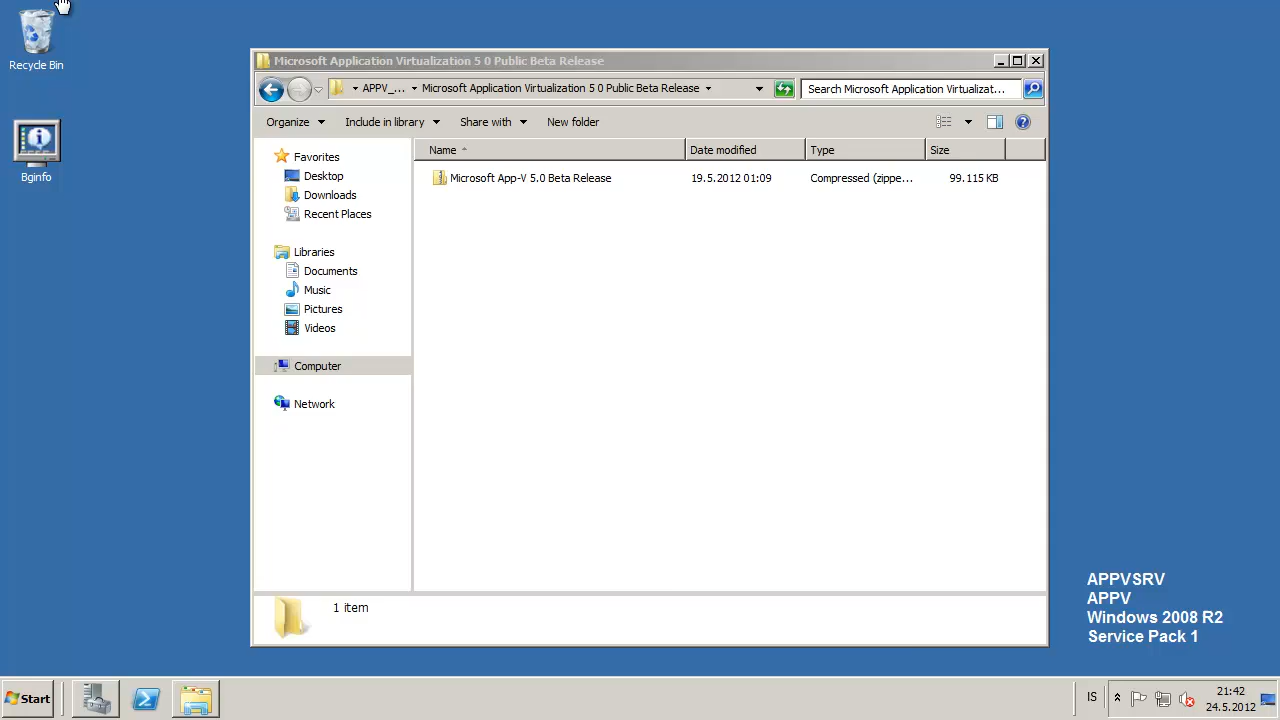 Recycle Bin
Bginfo
Microsoft Application Virtualization 5 0 Public Beta Release
APPV_... Microsoft Application Virtualization 5 0 Public Beta Release
Search Microsoft Application Virtualizat...
Organize Include in library Share with New folder
Name Date modified Type Size
Microsoft App-V 5.0 Beta Release 19.5.2012 01:09 Compressed (zippe... 99.115 KB
Favorites
Desktop
Downloads
Recent Places
Libraries
Documents
Music
Pictures
Videos
Computer
Network
1 item
APPVSRV
APPV
Windows 2008 R2
Service Pack 1
Start
IS
21:42
24.5.2012